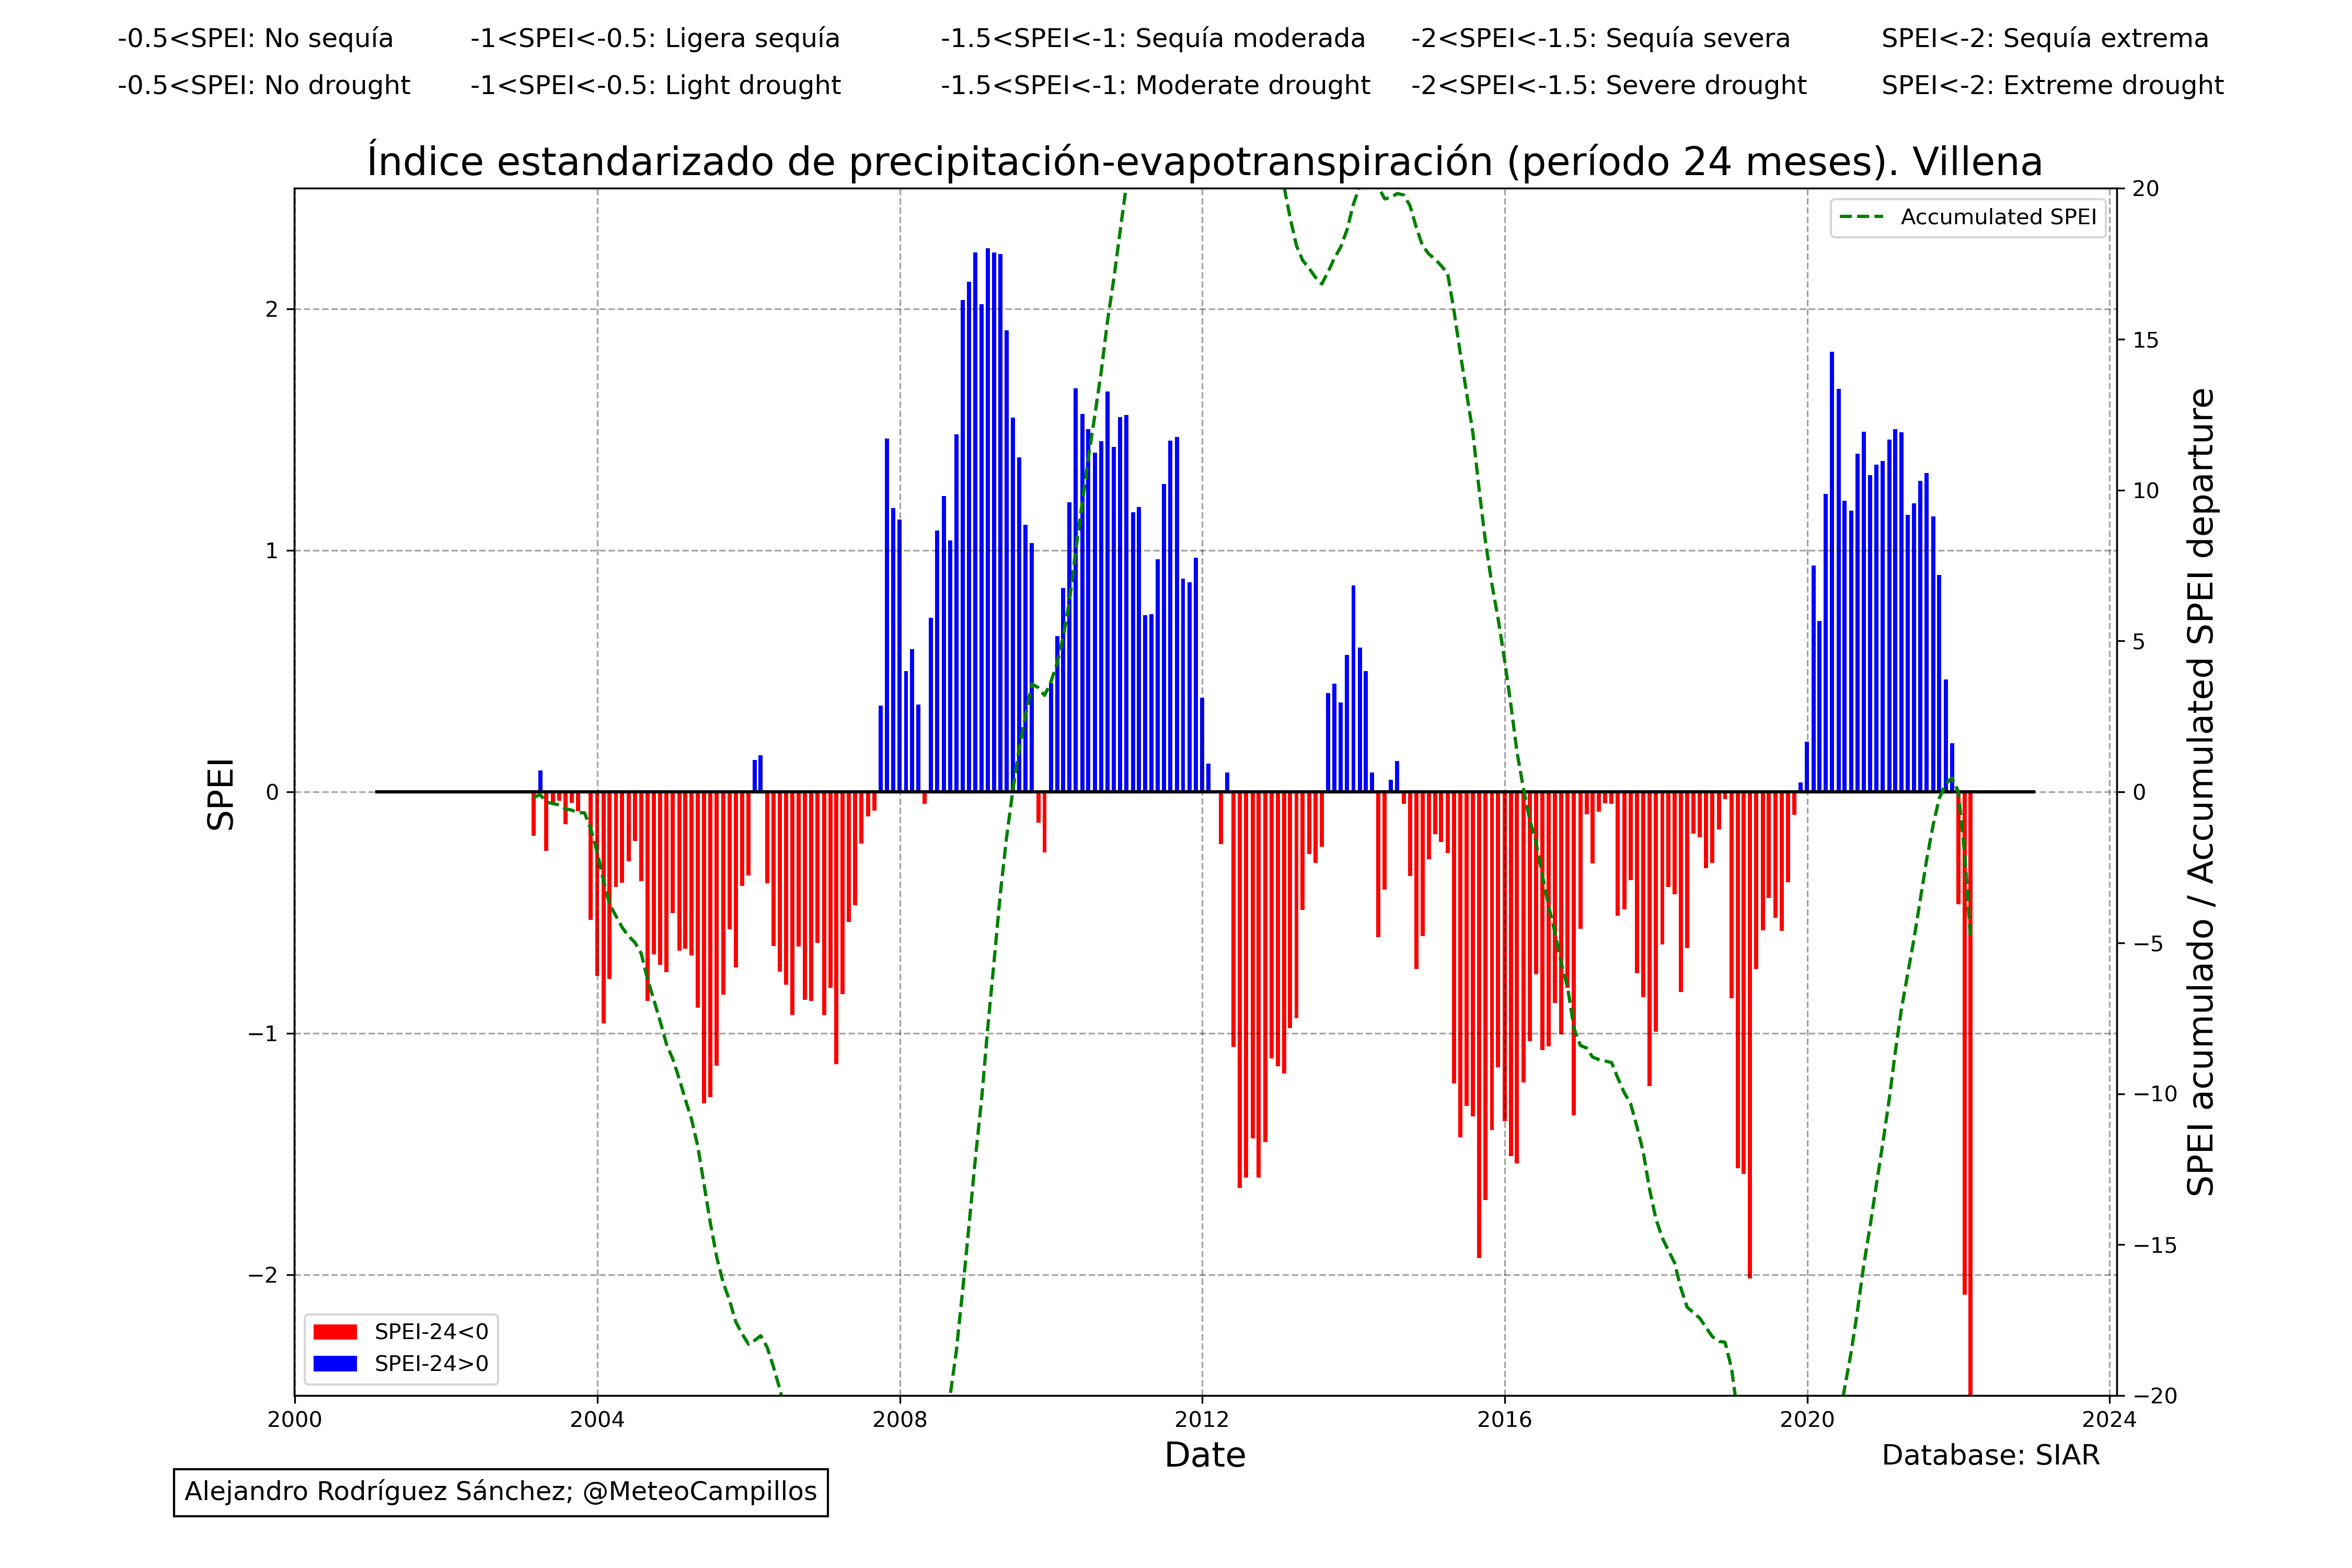 -0.5<SPEI: No sequía -1<SPEI<-0.5: Ligera sequía -1.5<SPEI<-1: Sequía moderada -2<SPEI<-1.5: Sequía severa SPEI<-2: Sequía extrema
-0.5<SPEI: No drought -1<SPEI<-0.5: Light drought -1.5<SPEI<-1: Moderate drought -2<SPEI<-1.5: Severe drought SPEI<-2: Extreme drought
Índice estandarizado de precipitación-evapotranspiración (período 24 meses). Villena
SPEI
2
1
0
−1
−2
Accumulated SPEI
20
15
10
5
0
−5
−10
−15
−20
SPEI acumulado / Accumulated SPEI departure
SPEI-24<0
SPEI-24>0
2000 2004 2008 2012 2016 2020 2024
Date
Database: SIAR
Alejandro Rodríguez Sánchez; @MeteoCampillos